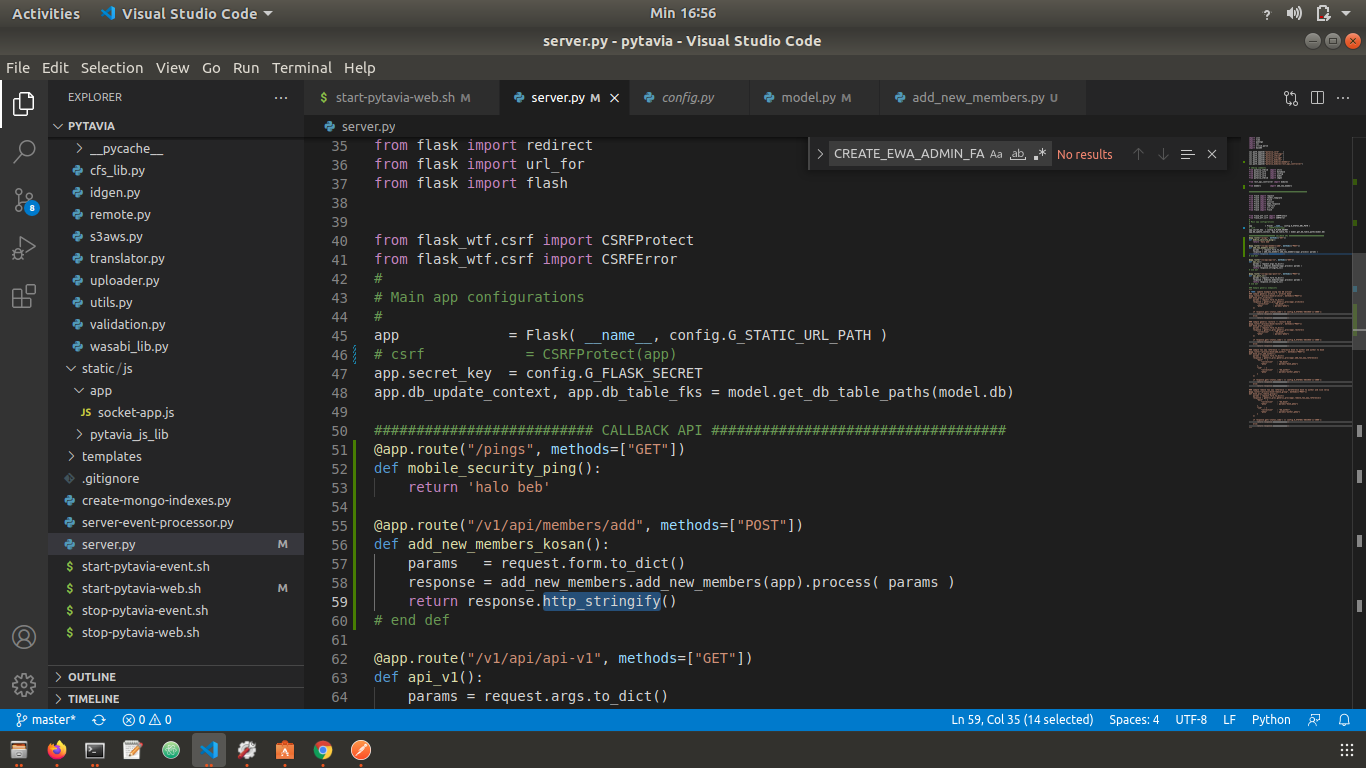 Activities
Visual Studio Code
Min 16:56
server.py - pytavia - Visual Studio Code
File Edit Selection View Go Run Terminal Help
EXPLORER
PYTAVIA
__pycache__
cfs_lib.py
idgen.py
remote.py
s3aws.py
translator.py
uploader.py
utils.py
validation.py
wasabi_lib.py
static/js
app
JS socket-app.js
pytavia_js_lib
templates
.gitignore
create-mongo-indexes.py
server-event-processor.py
server.py M
$ start-pytavia-event.sh
$ start-pytavia-web.sh M
$ stop-pytavia-event.sh
$ stop-pytavia-web.sh
OUTLINE
TIMELINE
8
$ start-pytavia-web.sh M
server.py M
config.py
model.py M
add_new_members.py U
server.py
CREATE_EWA_ADMIN_FA Aa ab .* No results
35 from flask import redirect
36 from flask import url_for
37 from flask import flash
38
39
40 from flask_wtf.csrf import CSRFProtect
41 from flask_wtf.csrf import CSRFError
42 #
43 # Main app configurations
44 #
45 app             = Flask( __name__, config.G_STATIC_URL_PATH )
46 # csrf            = CSRFProtect(app)
47 app.secret_key  = config.G_FLASK_SECRET
48 app.db_update_context, app.db_table_fks = model.get_db_table_paths(model.db)
49
50 ########################## CALLBACK API ###################################
51 @app.route("/pings", methods=["GET"])
52 def mobile_security_ping():
53     return 'halo beb'
54
55 @app.route("/v1/api/members/add", methods=["POST"])
56 def add_new_members_kosan():
57     params   = request.form.to_dict()
58     response = add_new_members.add_new_members(app).process( params )
59     return response.http_stringify()
60 # end def
61
62 @app.route("/v1/api/api-v1", methods=["GET"])
63 def api_v1():
64     params = request.args.to_dict()
master*
0 0
Ln 59, Col 35 (14 selected)
Spaces: 4
UTF-8
LF
Python